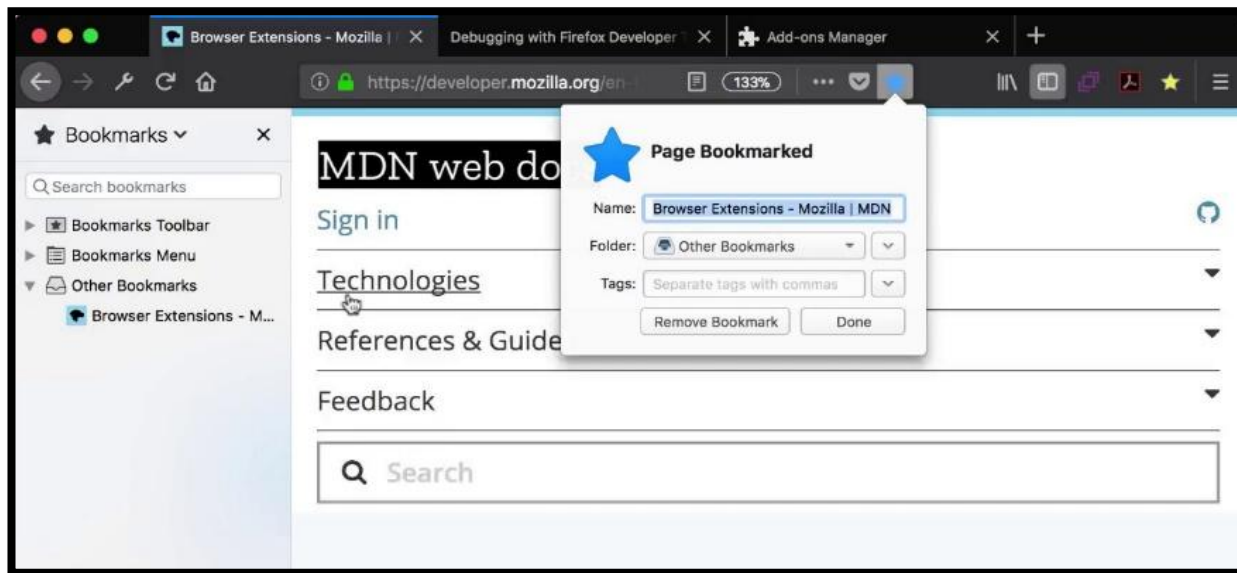 Browser Extensions - Mozilla |
Debugging with Firefox Developer
Add-ons Manager
https://developer.mozilla.org/en-
133%
Bookmarks
Search bookmarks
Bookmarks Toolbar
Bookmarks Menu
Other Bookmarks
Browser Extensions - M...
MDN web do
Sign in
Technologies
References & Guide
Feedback
Search
Page Bookmarked
Name: Browser Extensions - Mozilla | MDN
Folder: Other Bookmarks
Tags: Separate tags with commas
Remove Bookmark Done